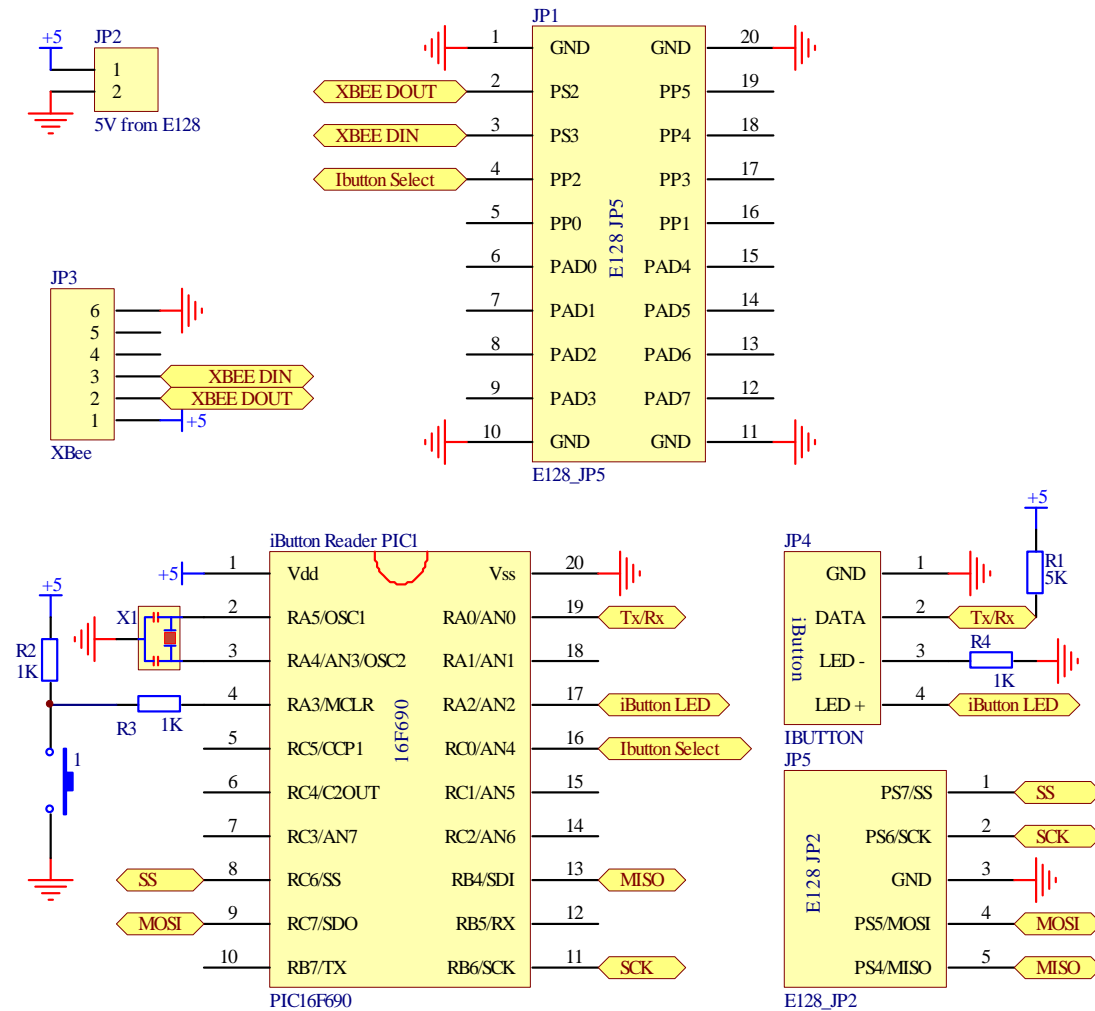 JP2
+5
1
2
5V from E128
JP1
1 GND GND 20
XBEE DOUT 2 PS2 PP5 19
XBEE DIN 3 PS3 PP4 18
Ibutton Select 4 PP2 PP3 17
5 PP0 PP1 16
6 PAD0 PAD4 15
7 PAD1 PAD5 14
8 PAD2 PAD6 13
9 PAD3 PAD7 12
10 GND GND 11
E128 JP5
E128_JP5
JP3
6
5
4
3 XBEE DIN
2 XBEE DOUT
1 +5
XBee
iButton Reader PIC1
+5 1 Vdd Vss 20
X1 2 RA5/OSC1 RA0/AN0 19 Tx/Rx
3 RA4/AN3/OSC2 RA1/AN1 18
4 RA3/MCLR RA2/AN2 17 iButton LED
5 RC5/CCP1 RC0/AN4 16 Ibutton Select
6 RC4/C2OUT RC1/AN5 15
7 RC3/AN7 RC2/AN6 14
SS 8 RC6/SS RB4/SDI 13 MISO
MOSI 9 RC7/SDO RB5/RX 12
10 RB7/TX RB6/SCK 11 SCK
16F690
PIC16F690
+5
R2
1K
R3 1K
1
+5
R1
5K
JP4
GND 1
DATA 2 Tx/Rx
LED - 3 R4 1K
LED + 4 iButton LED
iButton
IBUTTON
JP5
PS7/SS 1 SS
PS6/SCK 2 SCK
GND 3
PS5/MOSI 4 MOSI
PS4/MISO 5 MISO
E128 JP2
E128_JP2